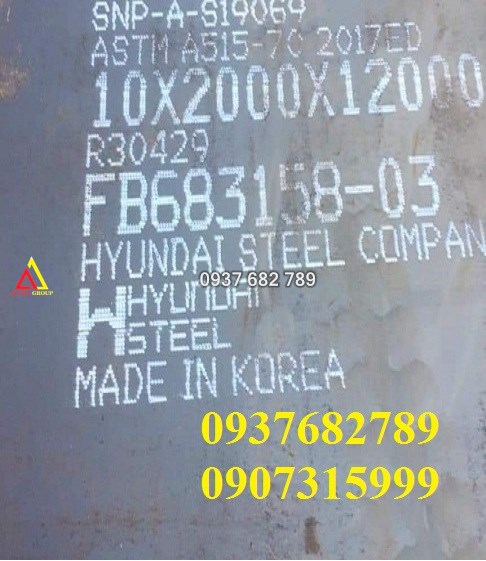 SNP-A-S19069
ASTM A515-70 2017ED
10X2000X12000
R30429
FB683158-03
HYUNDAI STEEL COMPAN
GROUP
0937 682 789
HYUNDAI
STEEL
MADE IN KOREA
0937682789
0907315999